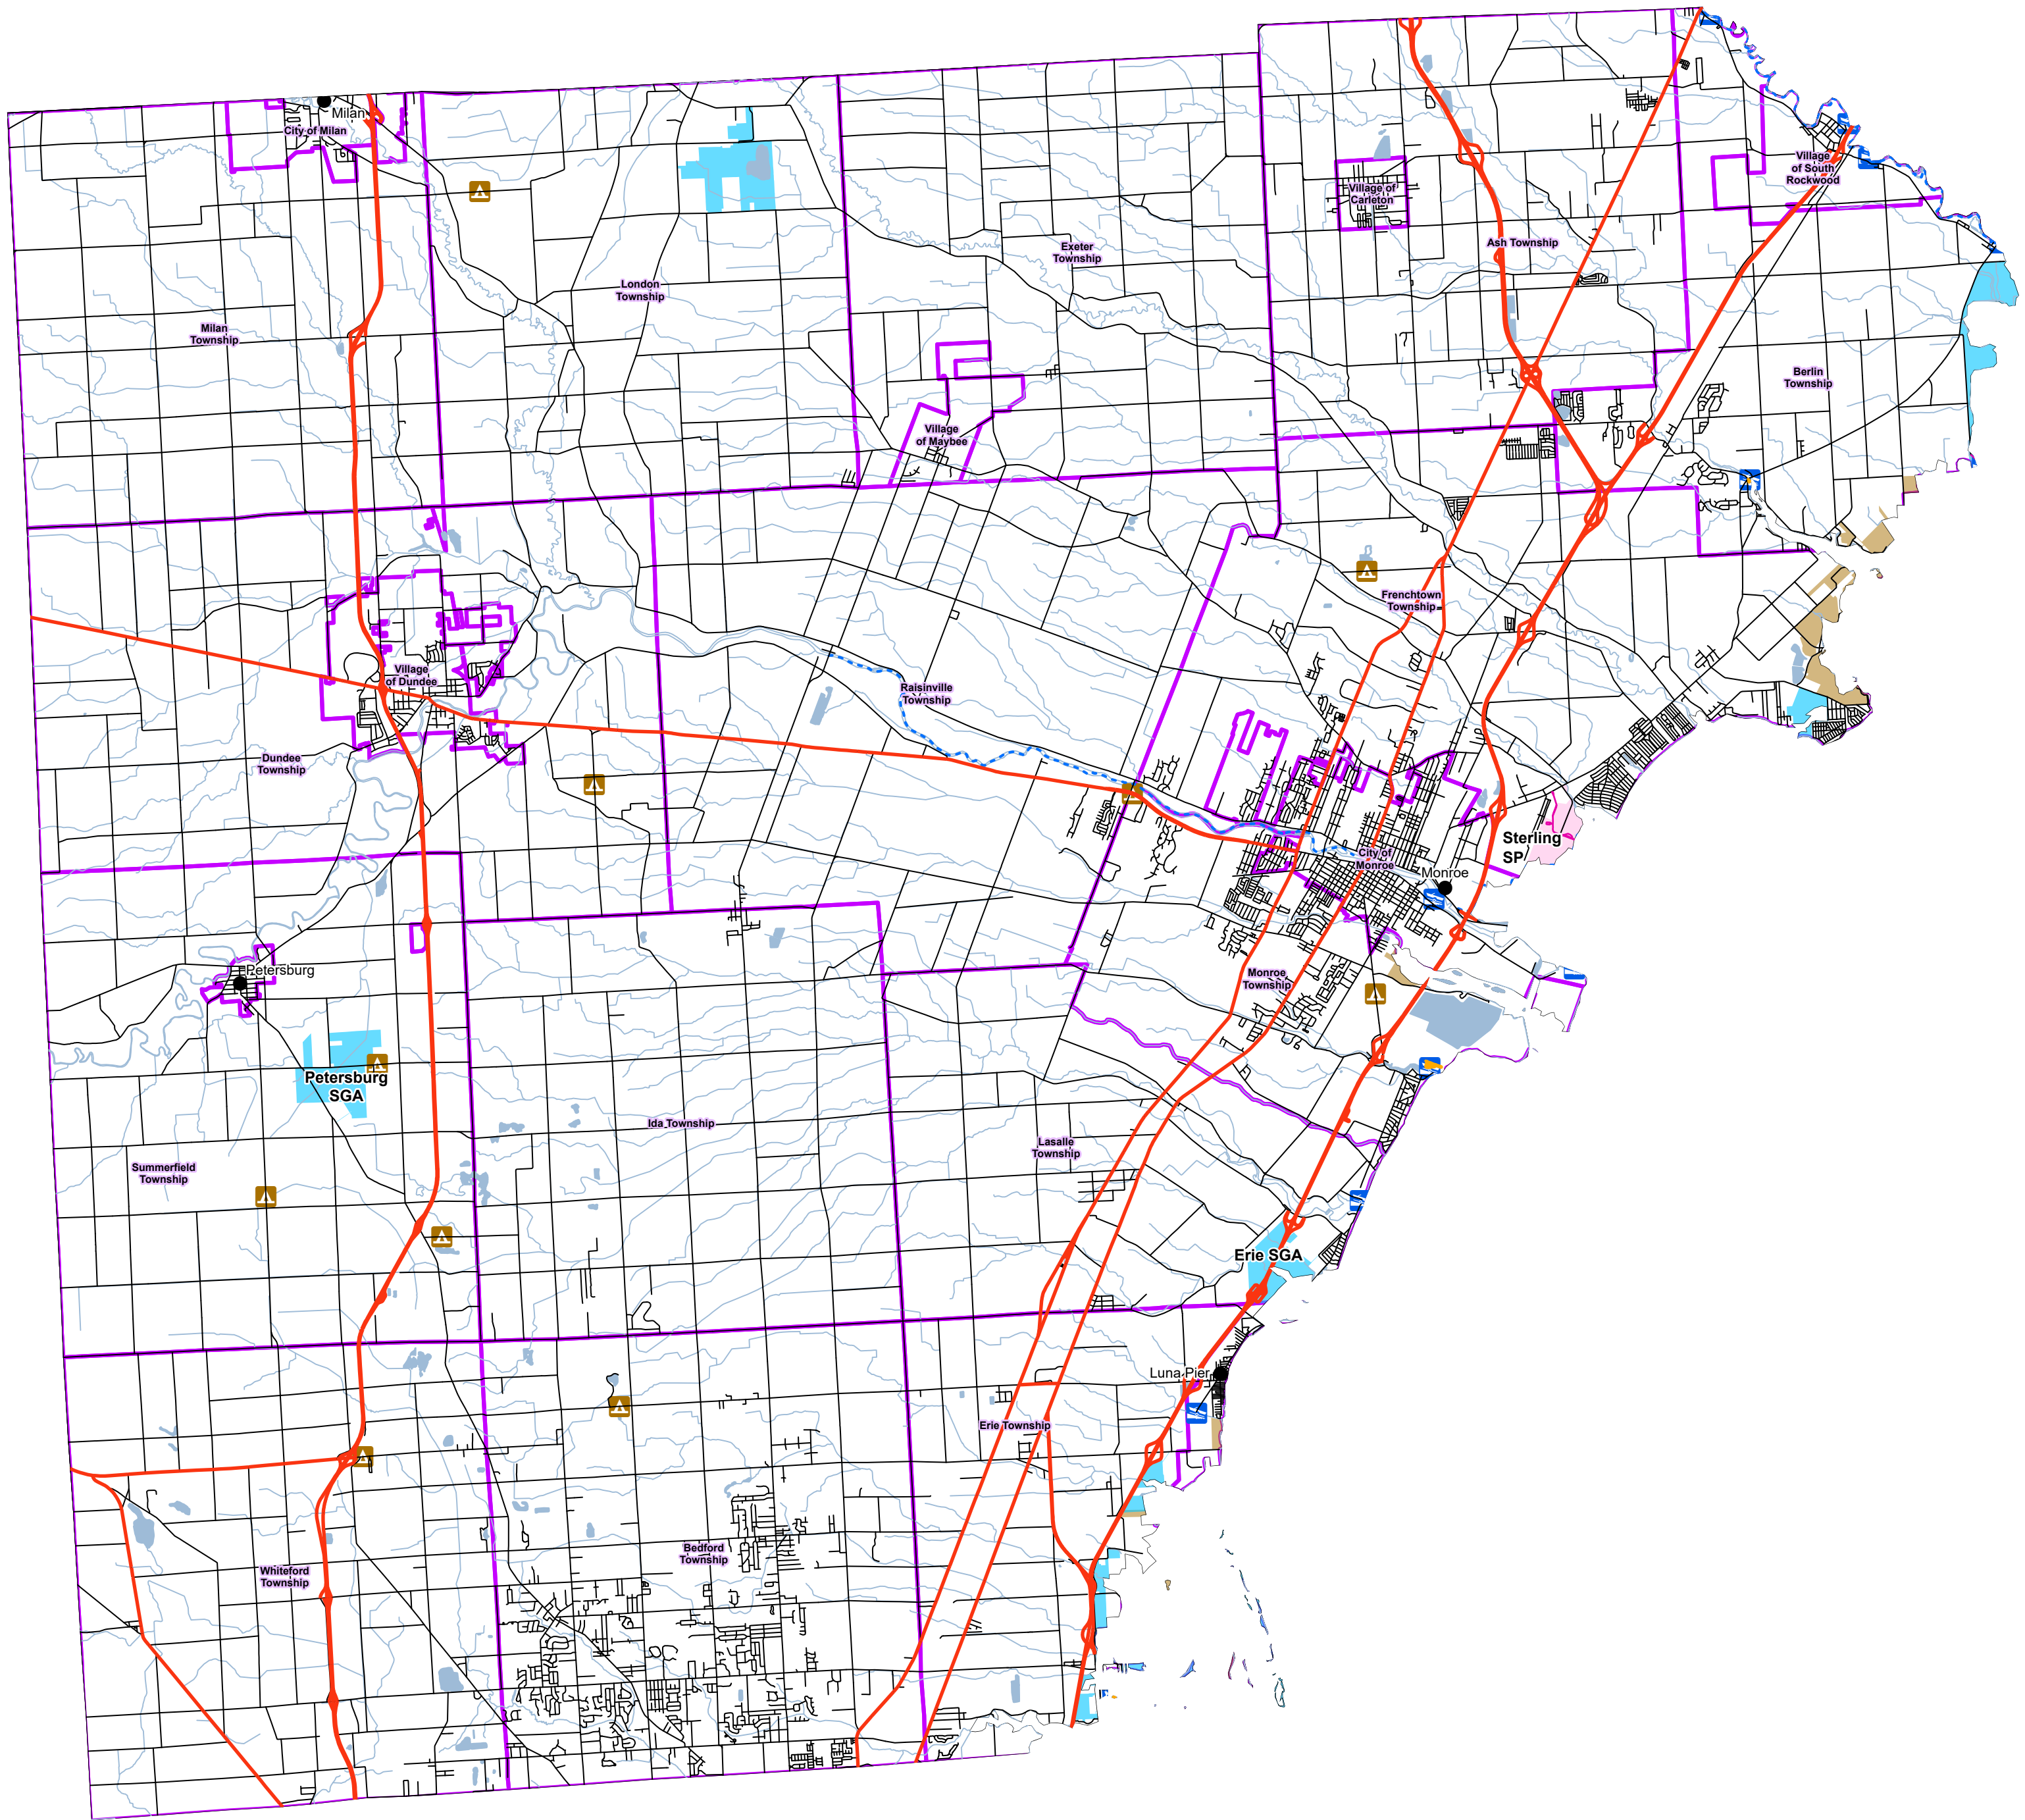 Milan
City of Milan
Village
of South
Rockwood
Village of
Carleton
Ash Township
Exeter
Township
London
Township
Milan
Township
Berlin
Township
Village
of Maybee
Frenchtown
Township
Village
of Dundee
Raisinville
Township
Dundee
Township
Sterling
SP
City of
Monroe
Monroe
Petersburg
Monroe
Township
Petersburg
SGA
Ida Township
Lasalle
Township
Summerfield
Township
Erie SGA
Luna Pier
Erie Township
Bedford
Township
Whiteford
Township